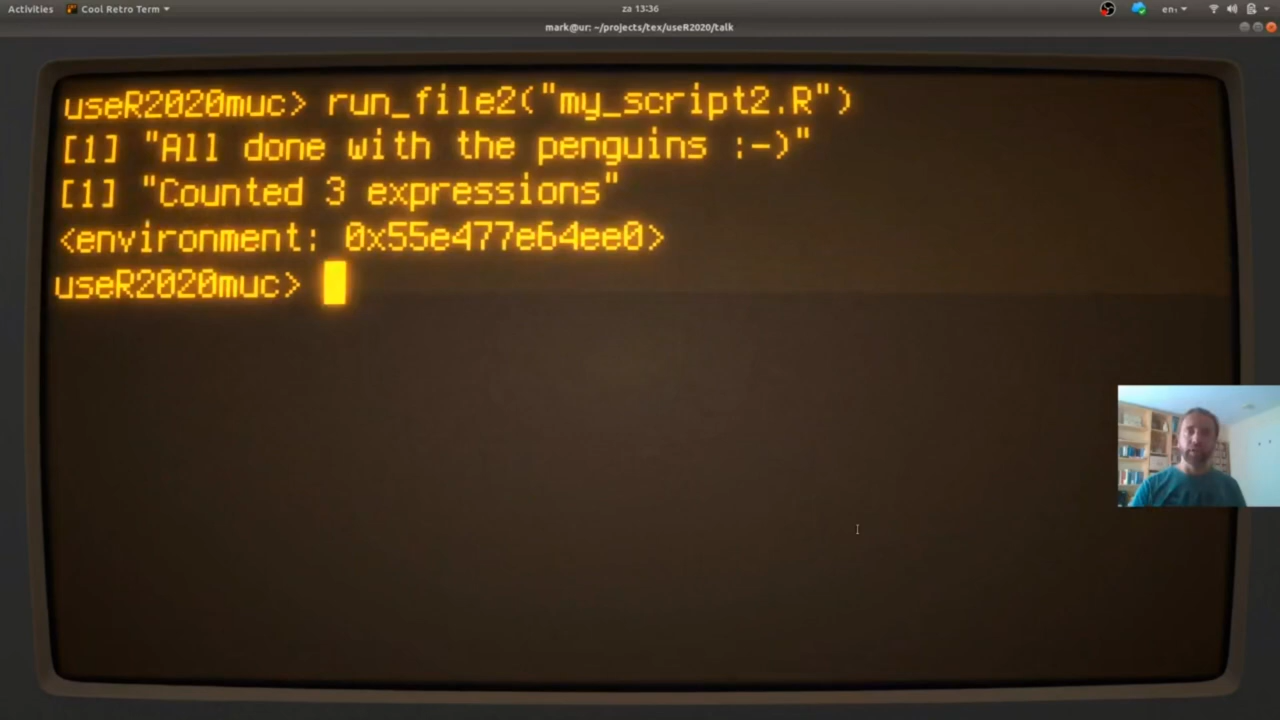 Activities
Cool Retro Term
za 13:36
en₁
mark@ur: ~/projects/tex/useR2020/talk
useR2020muc> run_file2("my_script2.R")
[1] "All done with the penguins :-)"
[1] "Counted 3 expressions"
<environment: 0x55e477e64ee0>
useR2020muc>